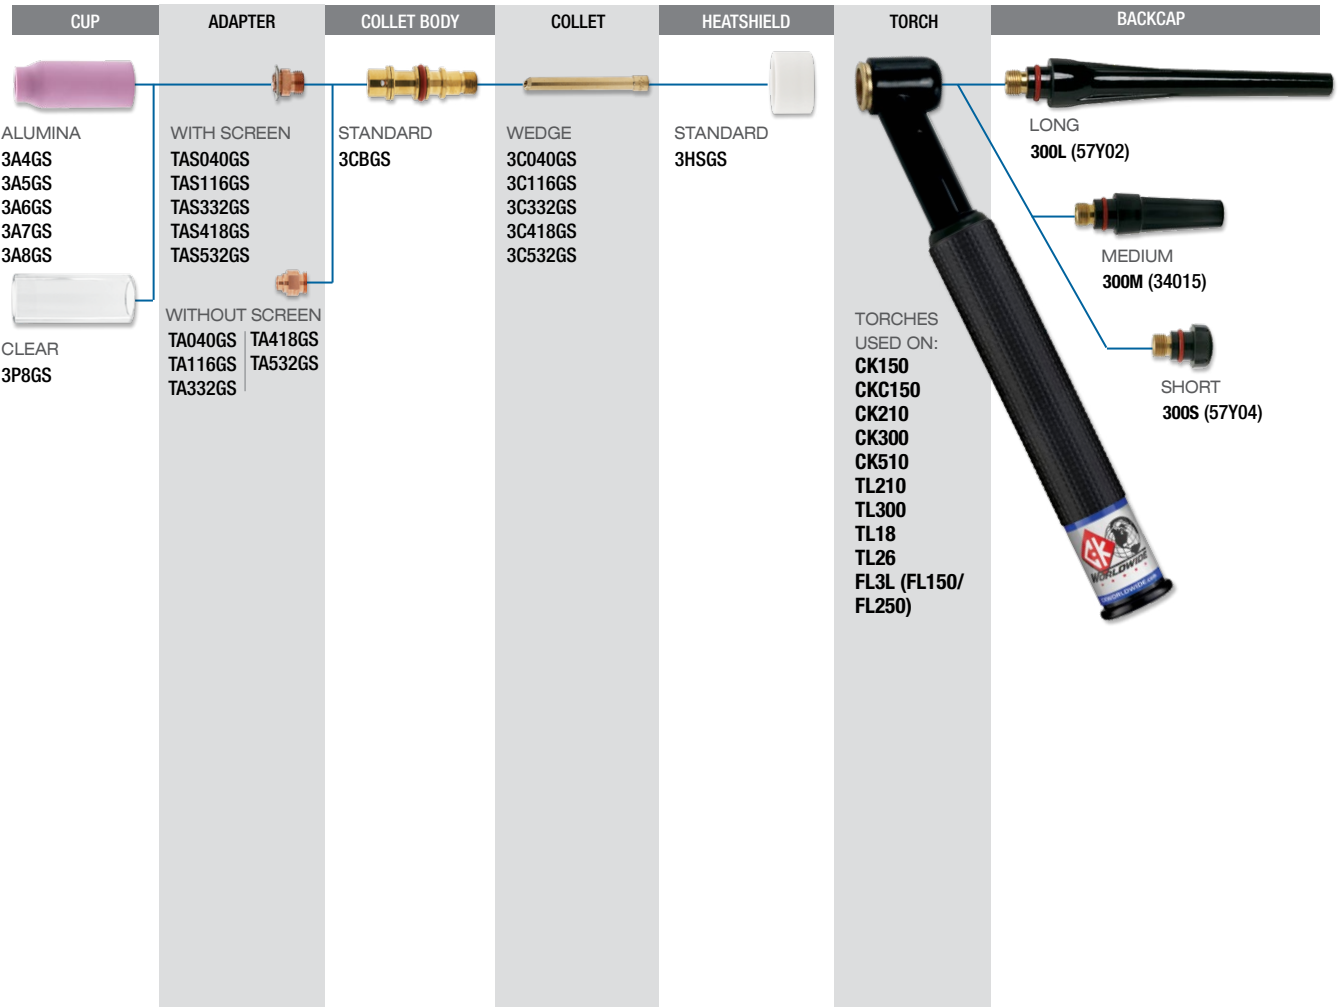 CUP
ADAPTER
COLLET BODY
COLLET
HEATSHIELD
TORCH
BACKCAP
ALUMINA
3A4GS
3A5GS
3A6GS
3A7GS
3A8GS
CLEAR
3P8GS
WITH SCREEN
TAS040GS
TAS116GS
TAS332GS
TAS418GS
TAS532GS
WITHOUT SCREEN
TA040GS TA418GS
TA116GS TA532GS
TA332GS
STANDARD
3CBGS
WEDGE
3C040GS
3C116GS
3C332GS
3C418GS
3C532GS
STANDARD
3HSGS
TORCHES
USED ON:
CK150
CKC150
CK210
CK300
CK510
TL210
TL300
TL18
TL26
FL3L (FL150/
FL250)
CK
WORLDWIDE
LONG
300L (57Y02)
MEDIUM
300M (34015)
SHORT
300S (57Y04)